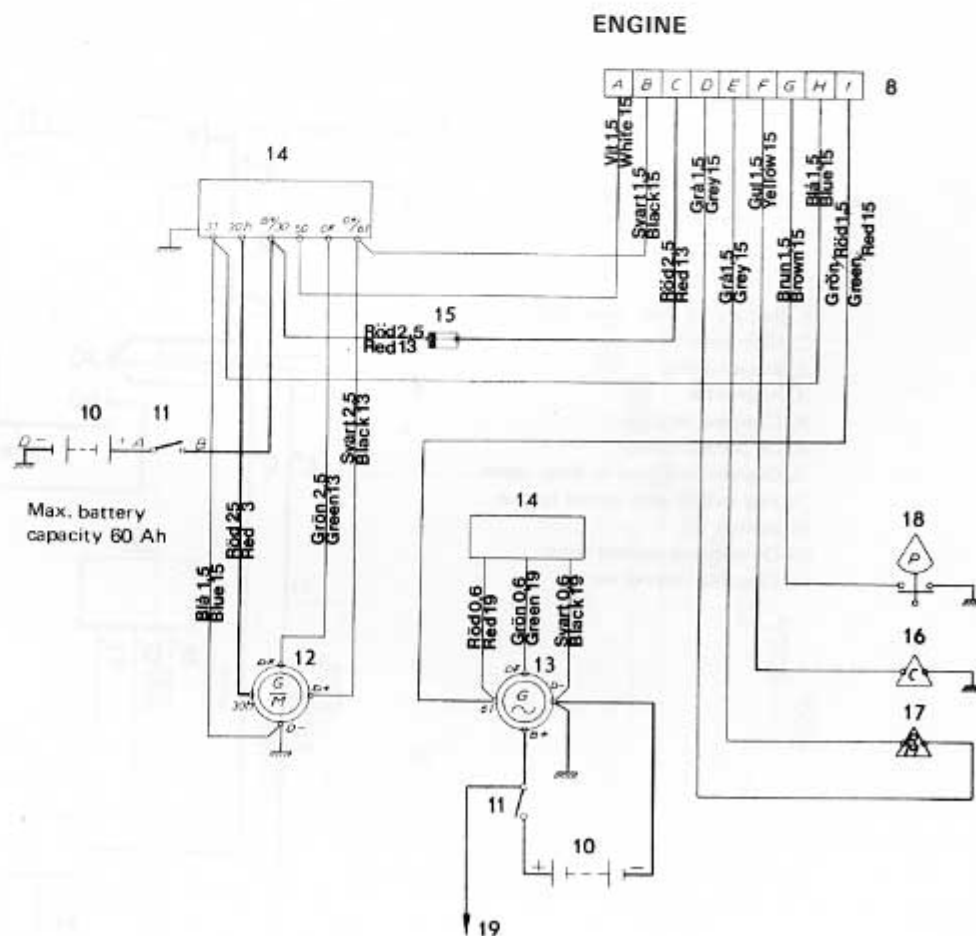 ENGINE
A B C D E F G H I
8
Vit 1,5
White 15
Svart 1,5
Black 15
Röd 2,5
Red 13
Grå 1,5
Grey 15
Grå 1,5
Grey 15
Gul 1,5
Yellow 15
Brun 1,5
Brown 15
Blå 1,5
Blue 15
Grön, Röd 1,5
Green, Red 15
14
31 30h B+/30 50 DF D+/61
15
Röd 2,5
Red 13
10 11
D - + A B
Max. battery
capacity 60 Ah
Svart 2,5
Black 13
Grön 2,5
Green 13
Röd 25
Red 3
Blå 1,5
Blue 15
12
DF
G
M
D+
30h
D-
14
Röd 0,6
Red 19
Grön 0,6
Green 19
Svart 0,6
Black 19
13
DF
D-
G
61
B+
18
P
16
C
17
11
10
+ -
19